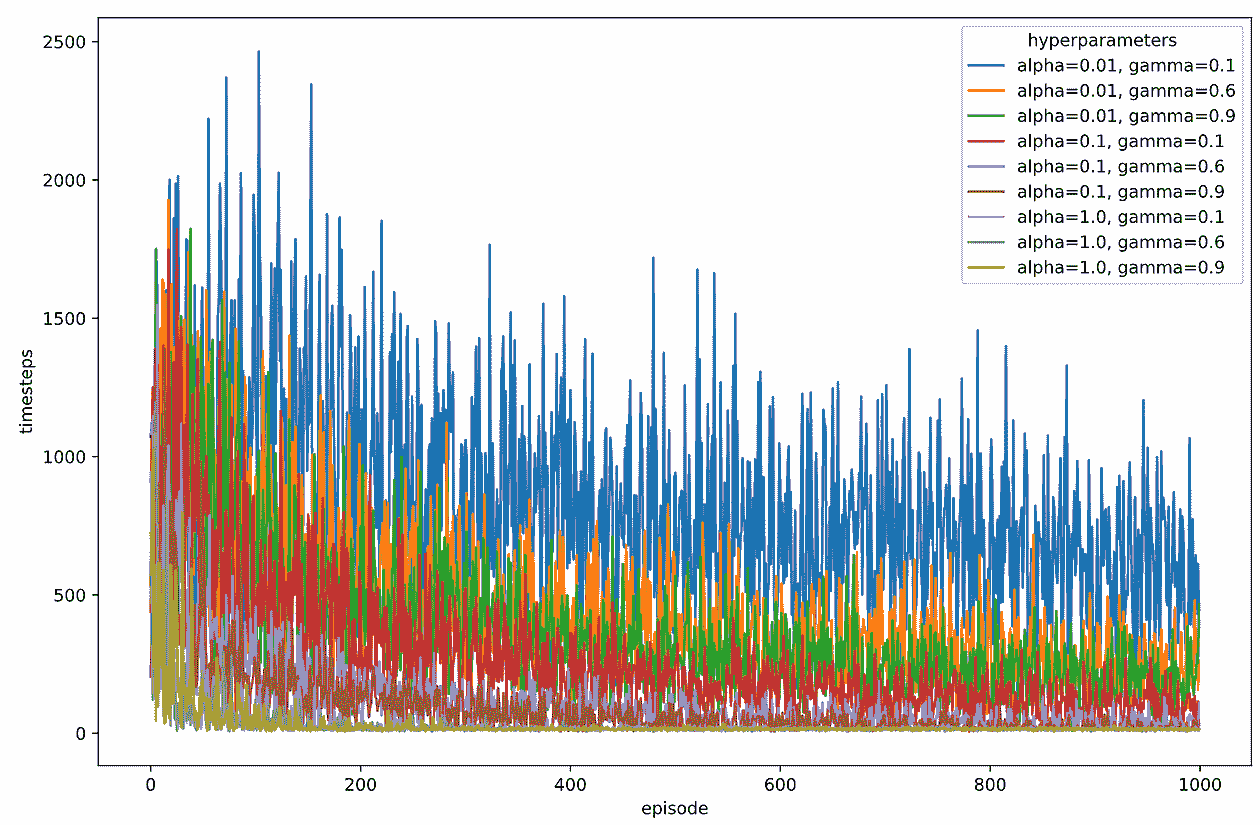 2500
2000
1500
1000
500
0
timesteps
hyperparameters
alpha=0.01, gamma=0.1
alpha=0.01, gamma=0.6
alpha=0.01, gamma=0.9
alpha=0.1, gamma=0.1
alpha=0.1, gamma=0.6
alpha=0.1, gamma=0.9
alpha=1.0, gamma=0.1
alpha=1.0, gamma=0.6
alpha=1.0, gamma=0.9
0 200 400 600 800 1000
episode